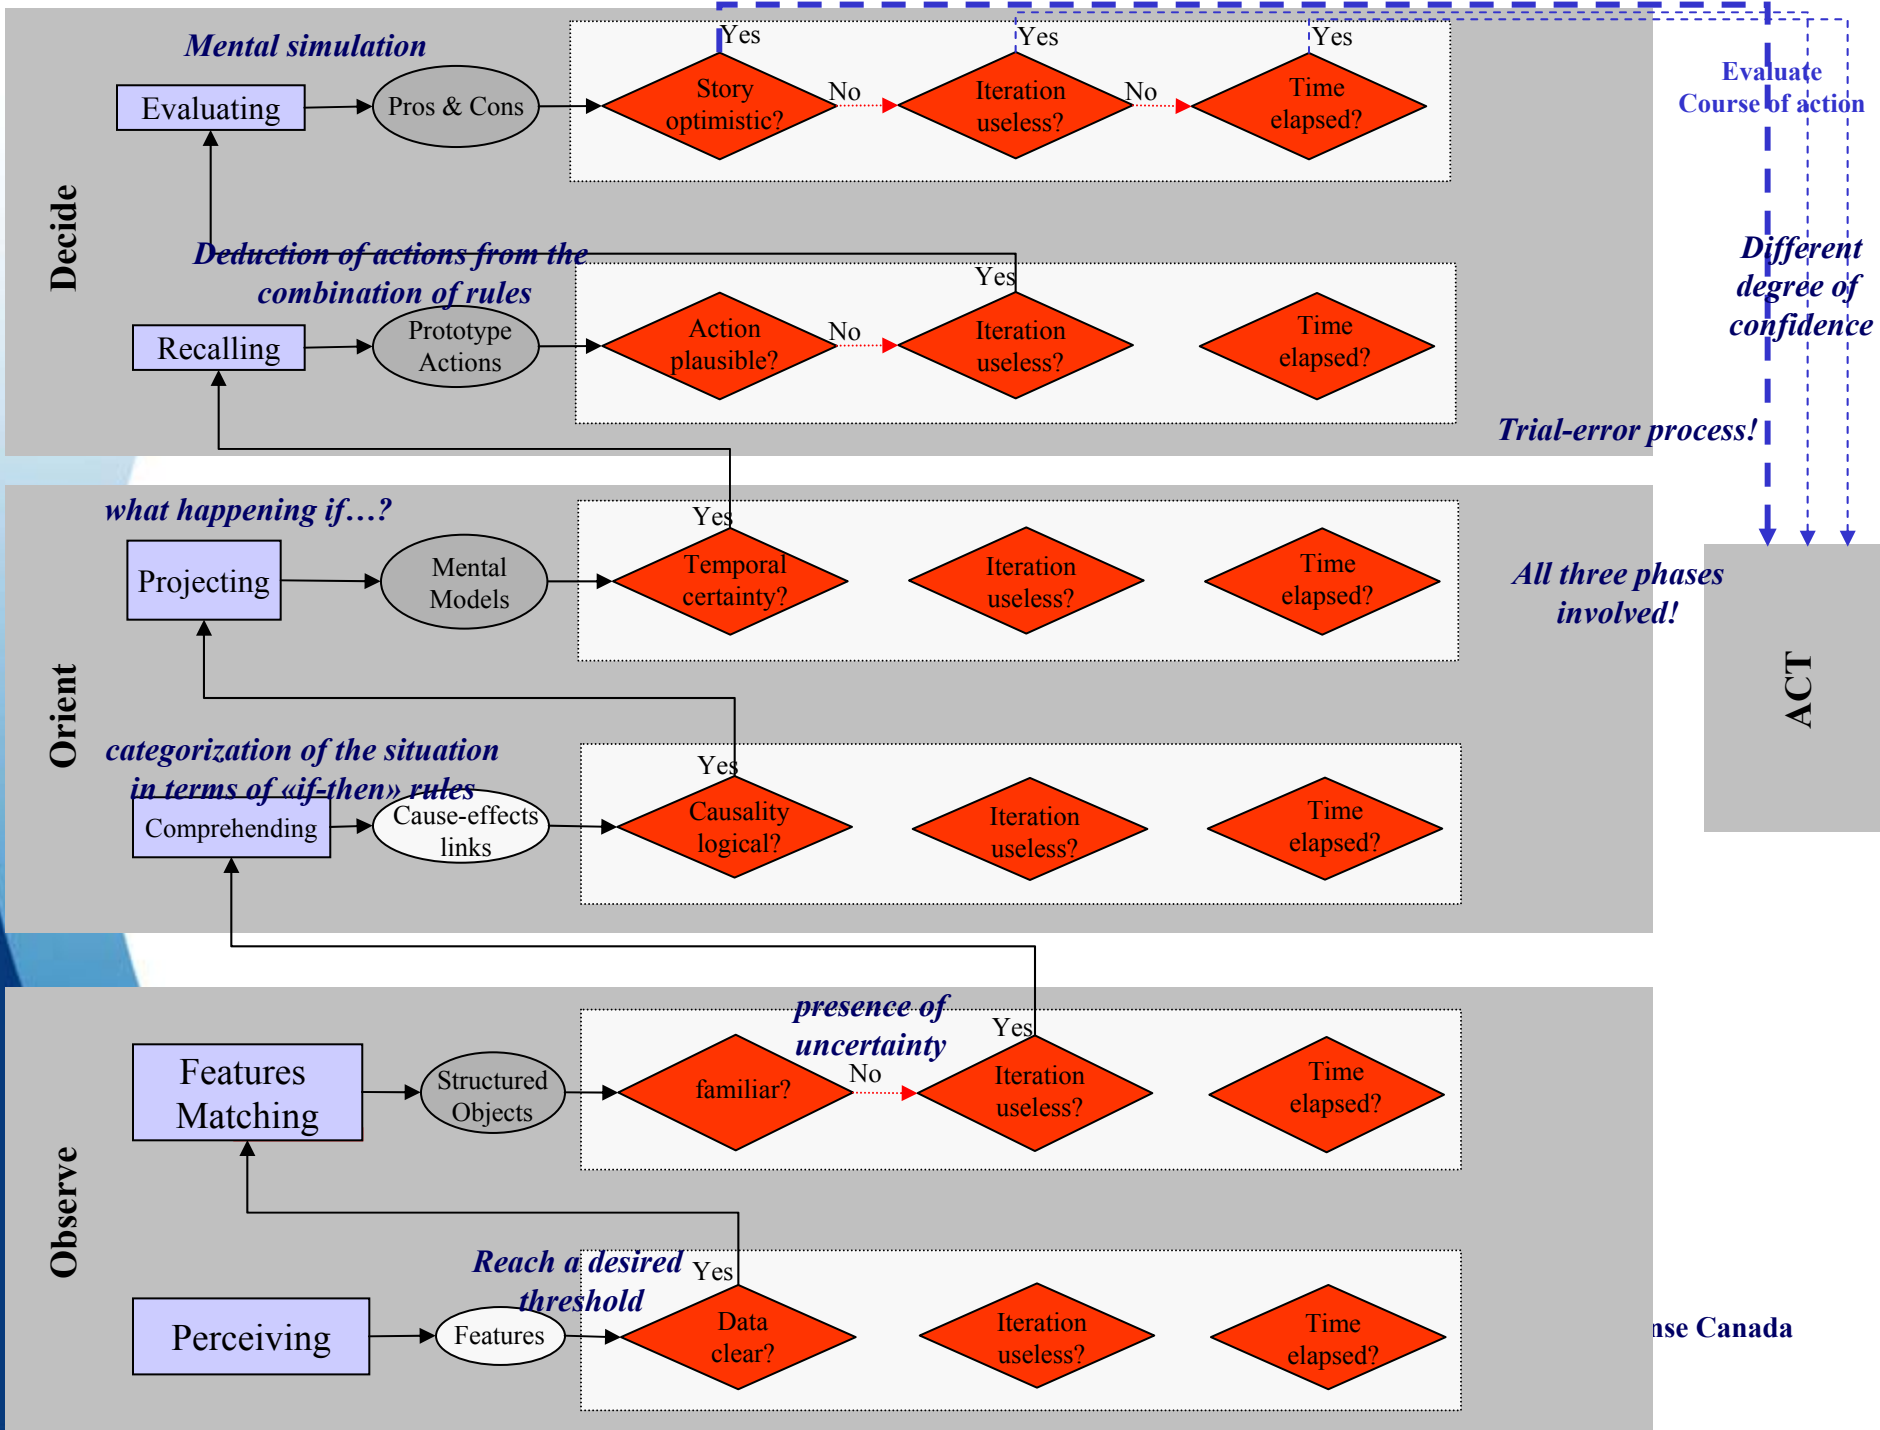 Mental simulation
Yes
Yes
Yes
Evaluate
Course of action
Evaluating
Pros & Cons
Story
optimistic?
No
Iteration
useless?
No
Time
elapsed?
Decide
Deduction of actions from the
combination of rules
Yes
Different
degree of
confidence
Recalling
Prototype
Actions
Action
plausible?
No
Iteration
useless?
Time
elapsed?
Trial-error process!
what happening if…?
Yes
Projecting
Mental
Models
Temporal
certainty?
Iteration
useless?
Time
elapsed?
All three phases
involved!
ACT
Orient
categorization of the situation
in terms of «if-then» rules
Yes
Comprehending
Cause-effects
links
Causality
logical?
Iteration
useless?
Time
elapsed?
presence of
uncertainty
Yes
Features
Matching
Structured
Objects
familiar?
No
Iteration
useless?
Time
elapsed?
Observe
Reach a desired
threshold
Yes
Perceiving
Features
Data
clear?
Iteration
useless?
Time
elapsed?
Canada